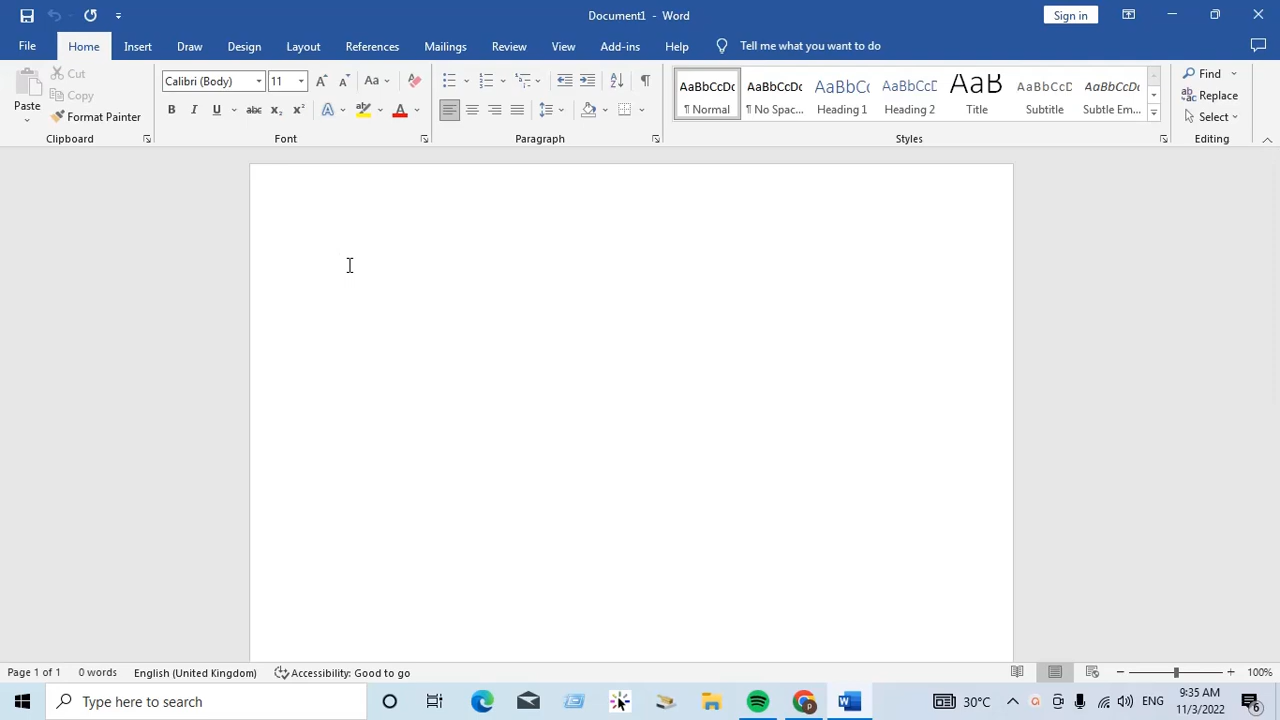 Document1 - Word
Sign in
File Home Insert Draw Design Layout References Mailings Review View Add-ins Help Tell me what you want to do
Paste
Cut
Copy
Format Painter
Clipboard
Calibri (Body) 11
Font
Paragraph
AaBbCcDc AaBbCcDc AaBbCc AaBbCcD AaB AaBbCcD AaBbCcDc
¶ Normal ¶ No Spac... Heading 1 Heading 2 Title Subtitle Subtle Em...
Styles
Find
Replace
Select
Editing
Page 1 of 1 0 words English (United Kingdom) Accessibility: Good to go 100%
Type here to search
30°C ENG
9:35 AM
11/3/2022
6